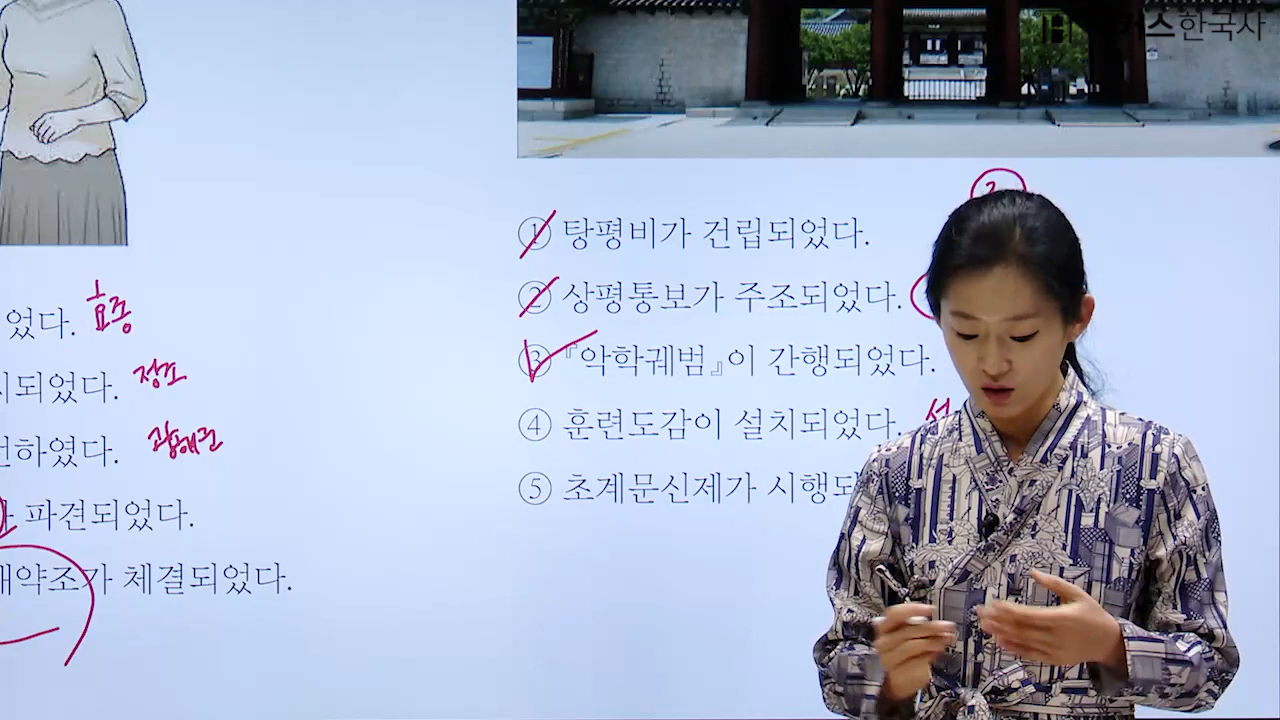 었다. 효종
시되었다. 정조
하였다. 광해군
파견되었다.
약조가 체결되었다.
한국사
① 탕평비가 건립되었다.
② 상평통보가 주조되었다.
③ 『악학궤범』이 간행되었다.
④ 훈련도감이 설치되었다. 선
⑤ 초계문신제가 시행되